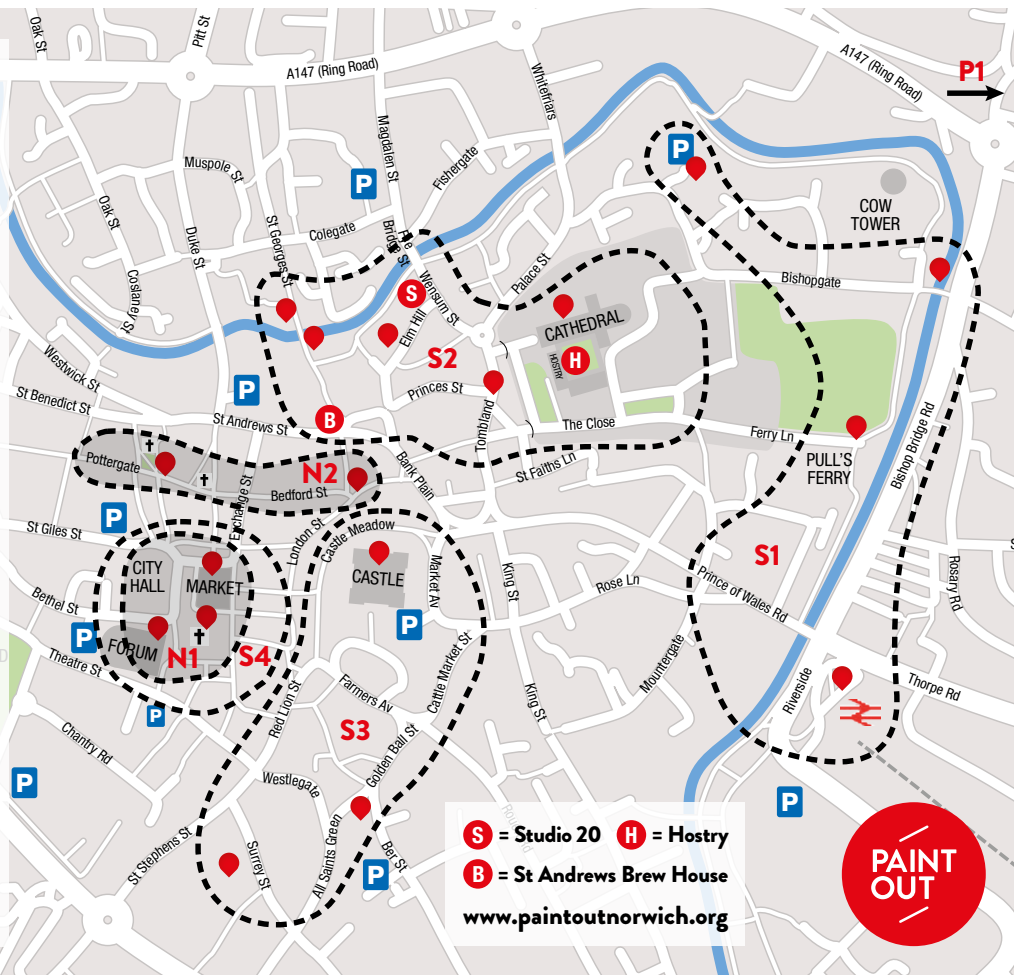 Oak St
Pitt St
A147 (Ring Road)
Whitefriars
A147 (Ring Road)
P1
Magdalen St
Fishergate
Muspole St
P
P
Oak St
Duke St
St Georges St
Colegate
Fye
Bridge St
COW
TOWER
Coslaney St
Wensum St
Palace St
Bishopgate
S
Elm Hill
CATHEDRAL
HOSTRY
H
S2
Westwick St
St Benedict St
P
Princes St
St Andrews St
B
Tombland
The Close
Ferry Ln
PULL'S
FERRY
Bishop Bridge Rd
Pottergate
N2
Bedford St
Bank Plain
St Faiths Ln
Exchange St
P
St Giles St
London St
Castle Meadow
CITY
HALL
MARKET
CASTLE
Market Av
King St
Rose Ln
S1
Prince of Wales Rd
Rosary Rd
Bethel St
P
FORUM
N1
S4
P
Theatre St
P
Red Lion St
Farmers Av
Cattle Market St
King St
Mountergate
Riverside
Thorpe Rd
Chantry Rd
S3
Golden Ball St
Westlegate
P
P
St Stephens St
Surrey St
All Saints Green
Ber St
P
S = Studio 20 H = Hostry
B = St Andrews Brew House
www.paintoutnorwich.org
PAINT
OUT